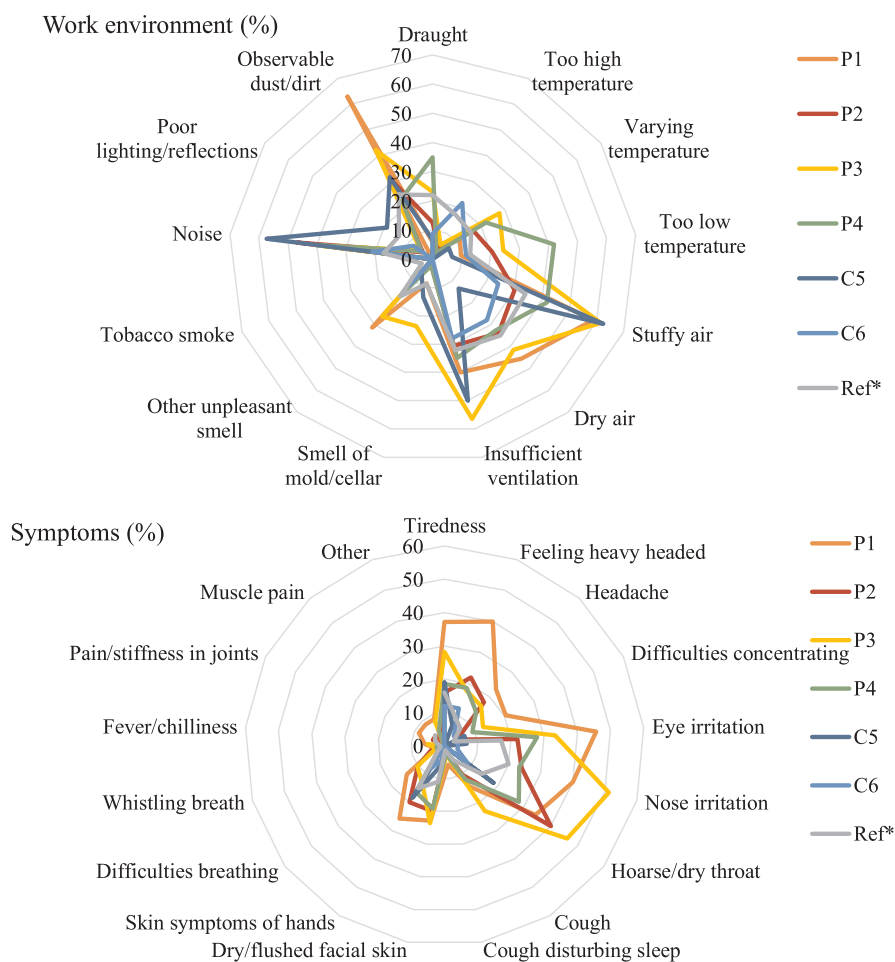 Work environment (%)
Draught
Observable
dust/dirt
Too high
temperature
Poor
lighting/reflections
Varying
temperature
Noise
Too low
temperature
Tobacco smoke
Stuffy air
Other unpleasant
smell
Dry air
Smell of
mold/cellar
Insufficient
ventilation
70
60
50
40
30
20
10
0
P1
P2
P3
P4
C5
C6
Ref*
Symptoms (%)
Tiredness
Other
Feeling heavy headed
Muscle pain
Headache
Pain/stiffness in joints
Difficulties concentrating
Fever/chilliness
Eye irritation
Whistling breath
Nose irritation
Difficulties breathing
Hoarse/dry throat
Skin symptoms of hands
Cough
Dry/flushed facial skin
Cough disturbing sleep
60
50
40
30
20
10
0
P1
P2
P3
P4
C5
C6
Ref*